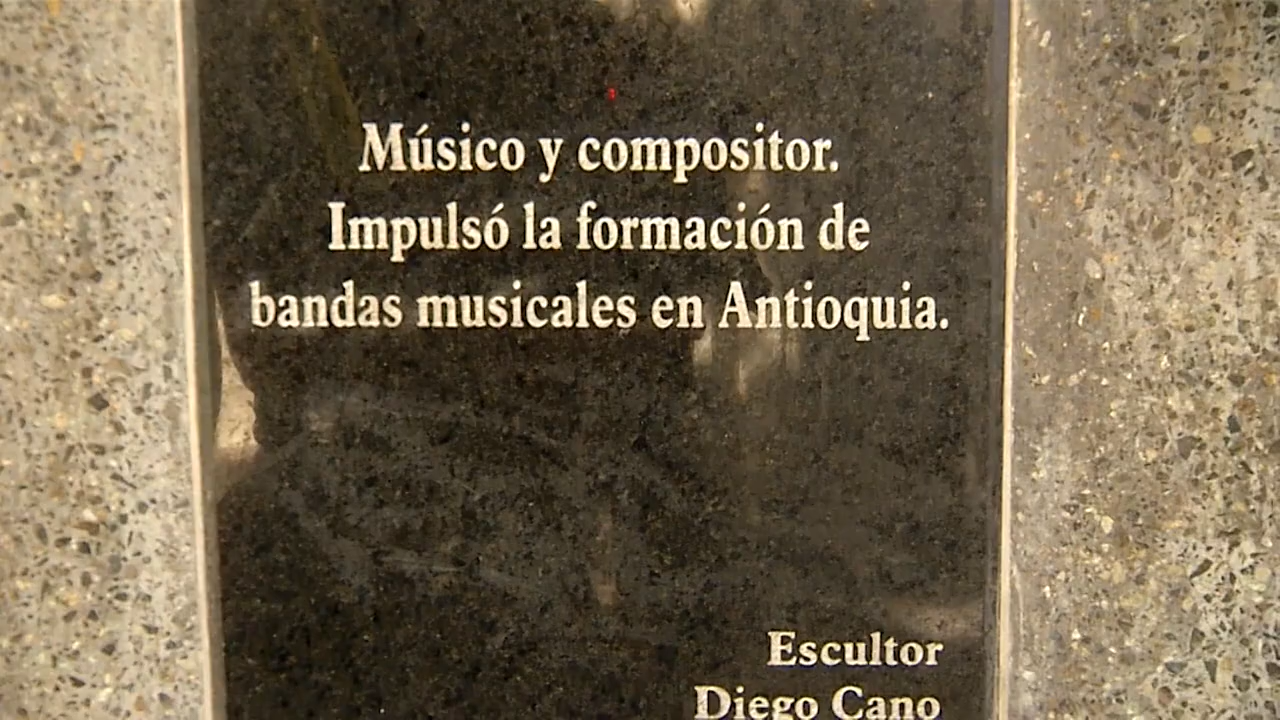 Músico y compositor.
Impulsó la formación de
bandas musicales en Antioquia.
Escultor
Diego Cano